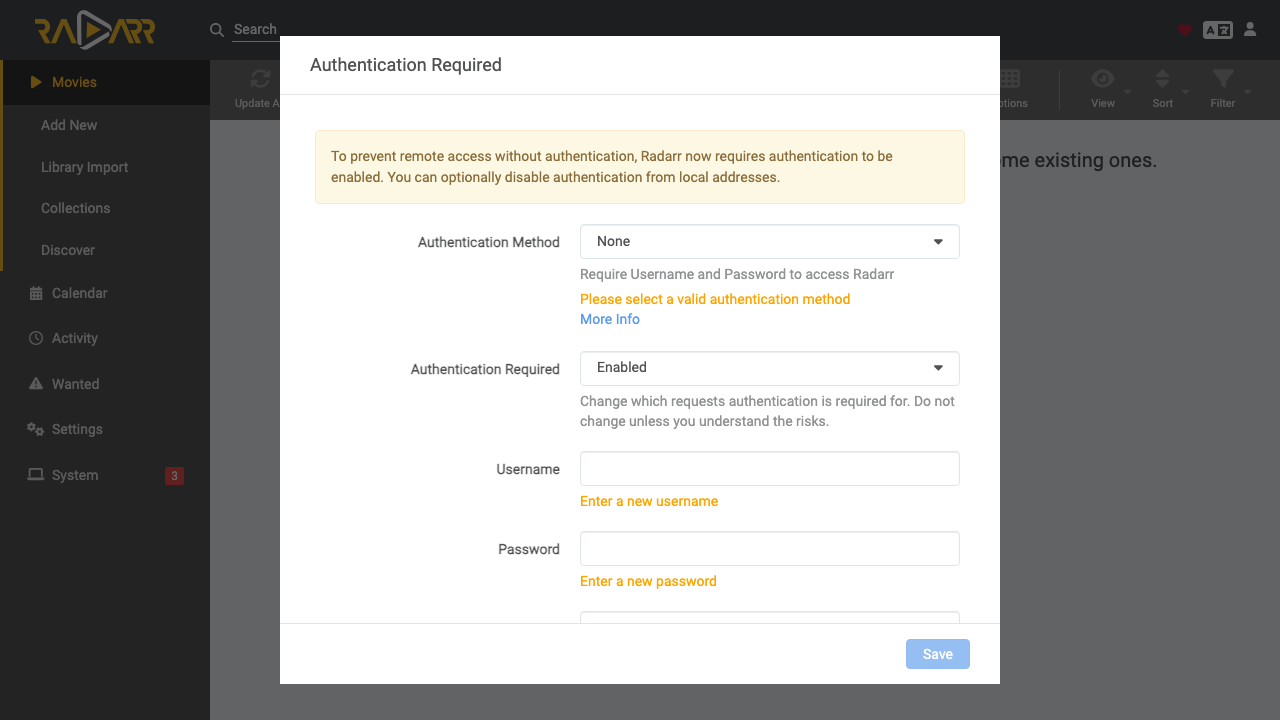 RADARR
Search
A
Authentication Required
Movies
Add New
Library Import
Collections
Discover
Calendar
Activity
Wanted
Settings
System
3
Update A
View
Sort
Filter
ome existing ones.
To prevent remote access without authentication, Radarr now requires authentication to be
enabled. You can optionally disable authentication from local addresses.
Authentication Method
None
Require Username and Password to access Radarr
Please select a valid authentication method
More Info
Authentication Required
Enabled
Change which requests authentication is required for. Do not
change unless you understand the risks.
Username
Enter a new username
Password
Enter a new password
Save